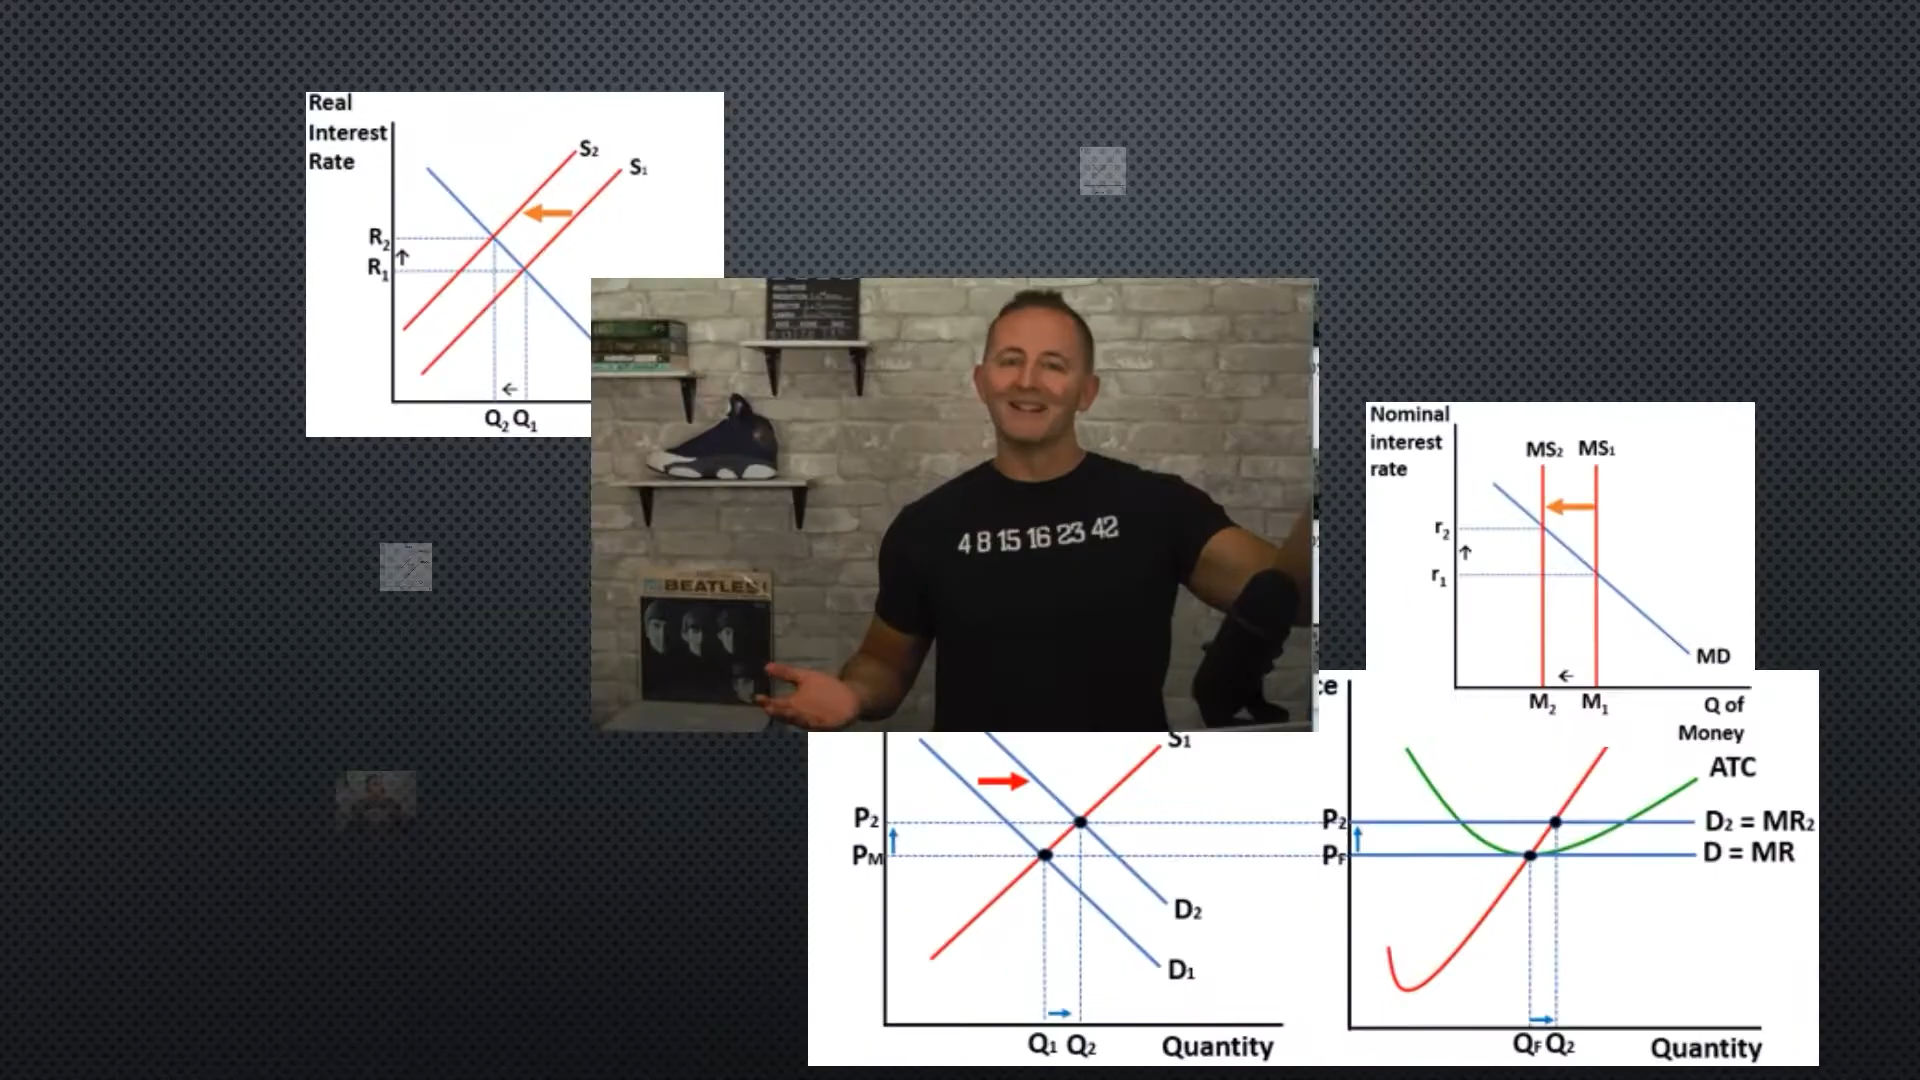 Real
Interest
Rate
S₂
S₁
R₂
R₁
Q₂ Q₁
BEATLES!
4 8 15 16 23 42
Nominal
interest
rate
MS₂ MS₁
r₂
r₁
MD
M₂ M₁
Q of
Money
S₁
P₂
Pₘ
D₂
D₁
Q₁ Q₂
Quantity
ce
ATC
P₂
D₂ = MR₂
D = MR
Q_F Q₂
Quantity